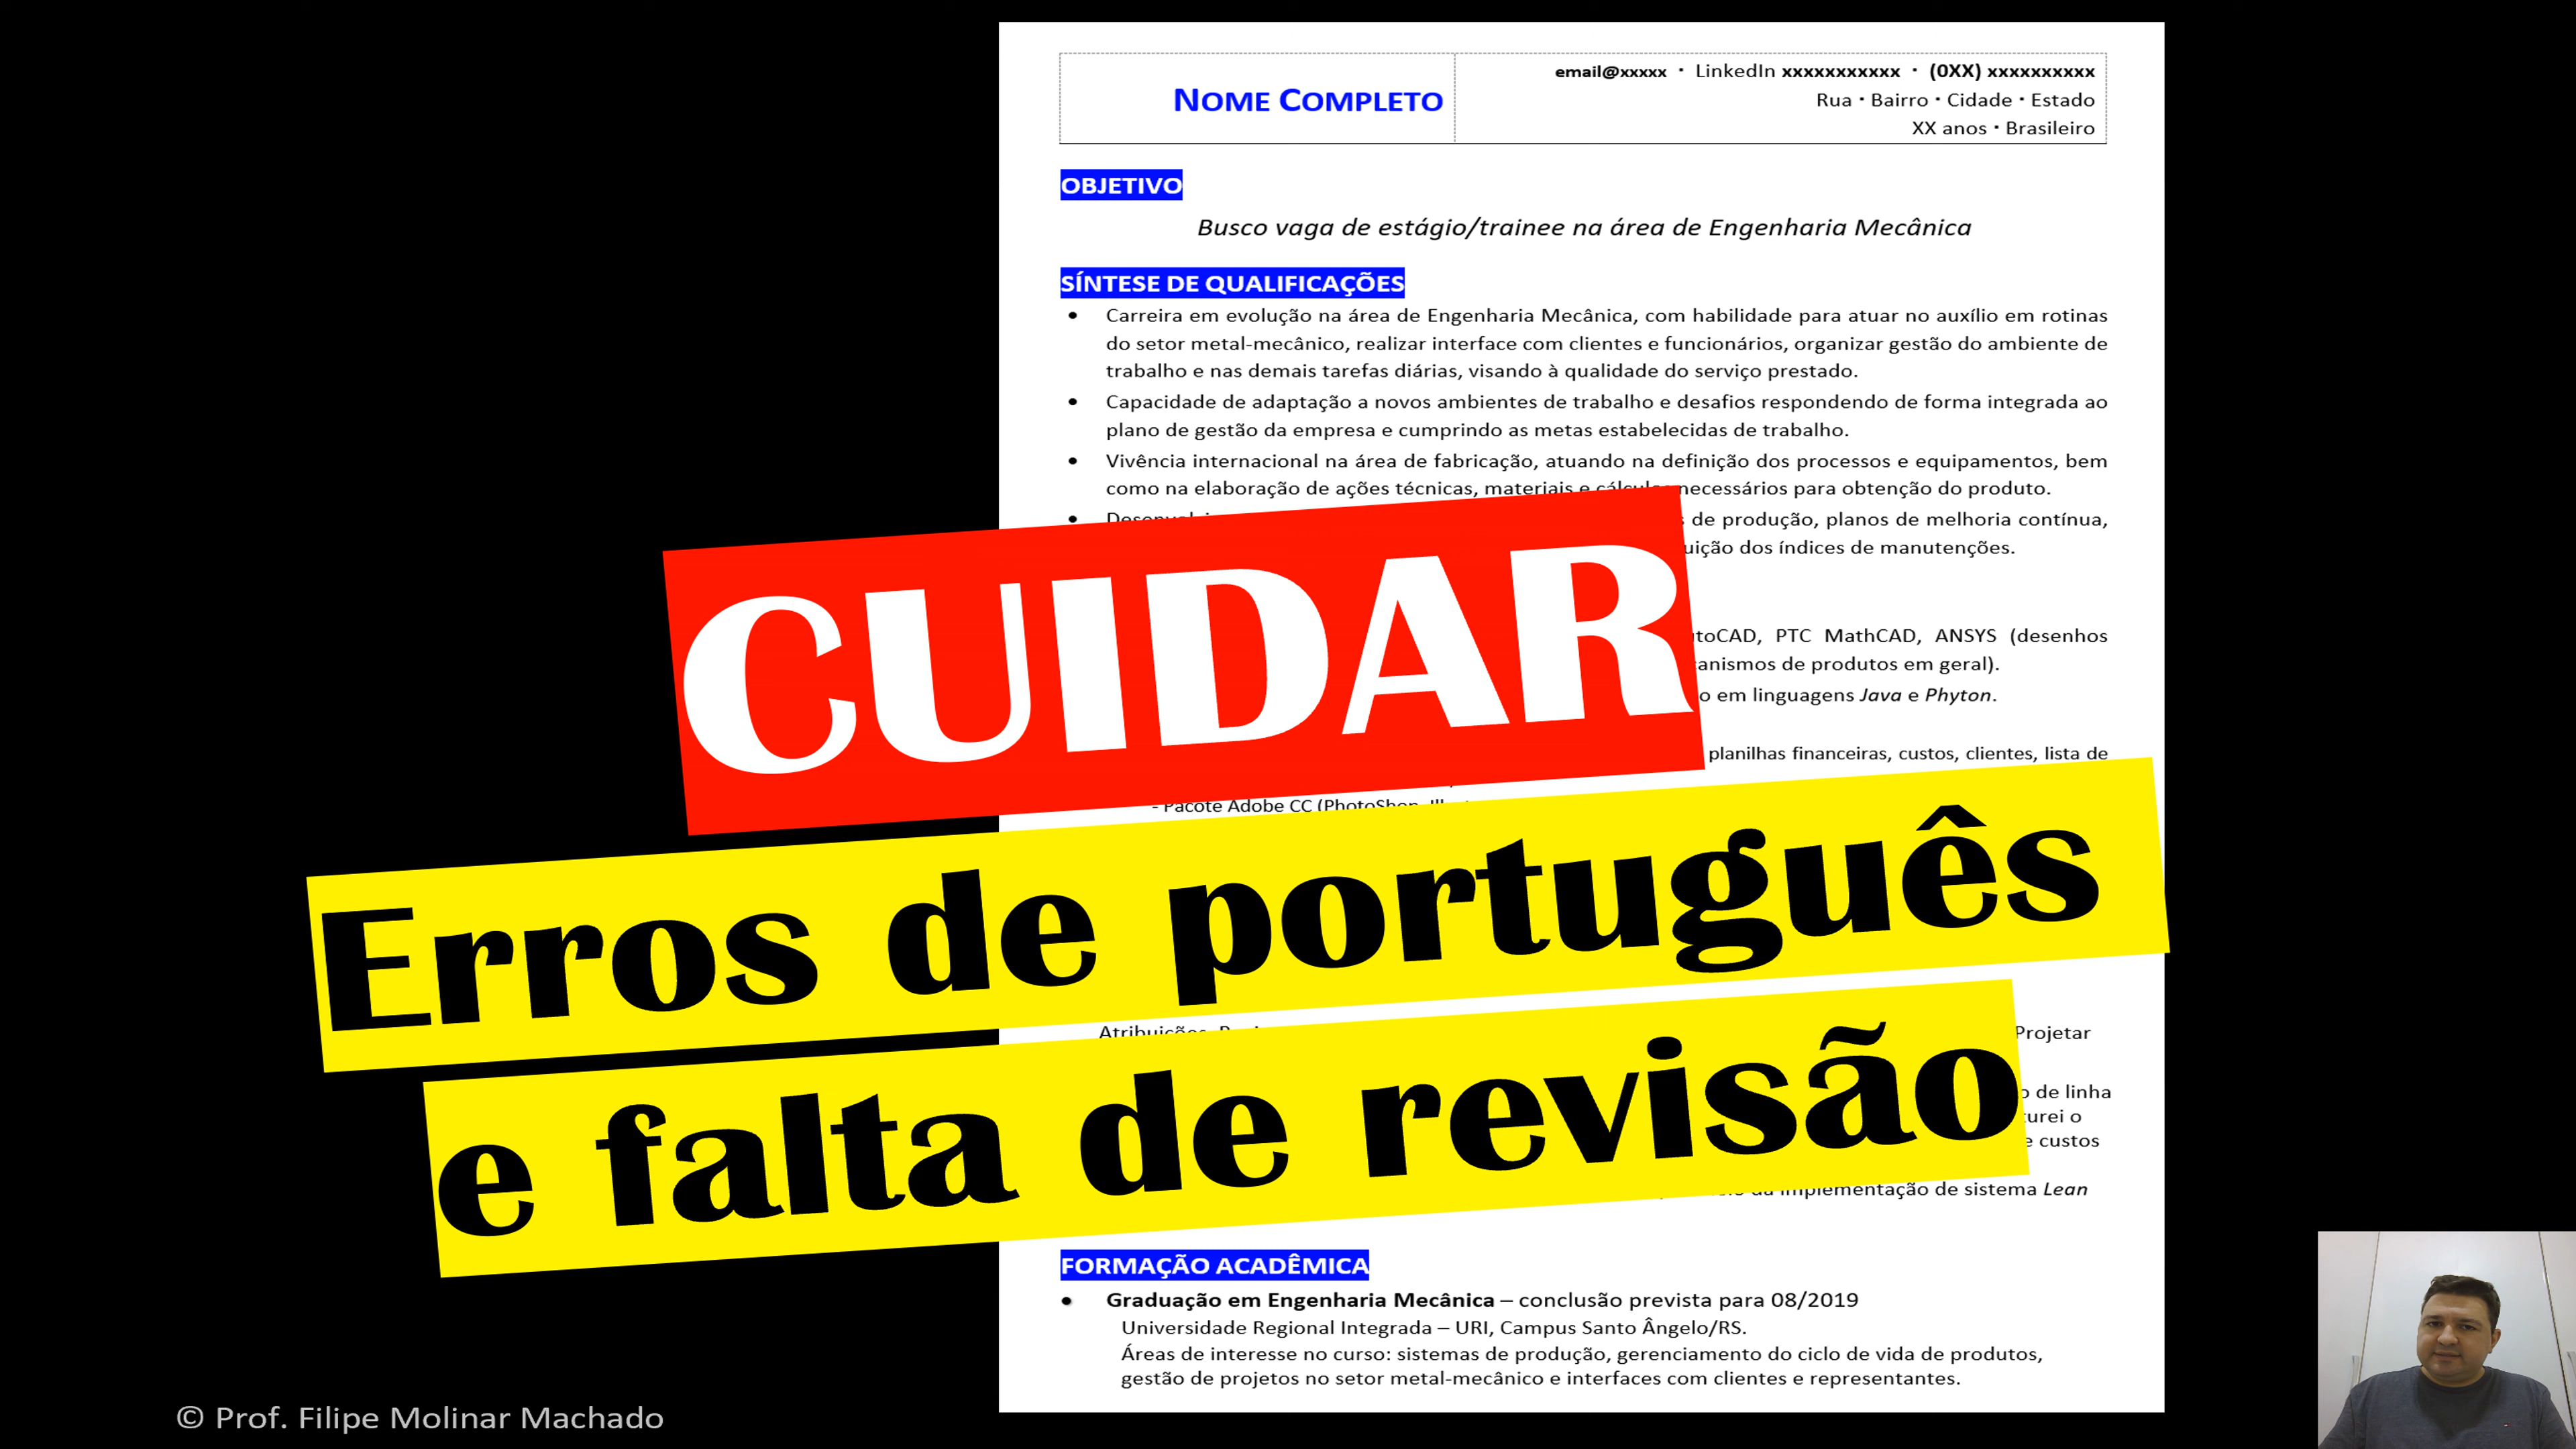 NOME COMPLETO
email@xxxxx · LinkedIn xxxxxxxxxxx · (0XX) xxxxxxxxxx
Rua · Bairro · Cidade · Estado
XX anos · Brasileiro
OBJETIVO
Busco vaga de estágio/trainee na área de Engenharia Mecânica
SÍNTESE DE QUALIFICAÇÕES
• Carreira em evolução na área de Engenharia Mecânica, com habilidade para atuar no auxílio em rotinas
do setor metal-mecânico, realizar interface com clientes e funcionários, organizar gestão do ambiente de
trabalho e nas demais tarefas diárias, visando à qualidade do serviço prestado.
• Capacidade de adaptação a novos ambientes de trabalho e desafios respondendo de forma integrada ao
plano de gestão da empresa e cumprindo as metas estabelecidas de trabalho.
• Vivência internacional na área de fabricação, atuando na definição dos processos e equipamentos, bem
como na elaboração de ações técnicas, materiais e necessários para obtenção do produto.
• de produção, planos de melhoria contínua,
dos índices de manutenções.
CUIDAR
PTC MathCAD, ANSYS (desenhos
de produtos em geral).
em linguagens Java e Phyton.
planilhas financeiras, custos, clientes, lista de
- Pacote Adobe CC
Erros de português
e falta de revisão
Projetar
de linha
o
custos
implementação de sistema Lean
FORMAÇÃO ACADÊMICA
• Graduação em Engenharia Mecânica – conclusão prevista para 08/2019
Universidade Regional Integrada – URI, Campus Santo Ângelo/RS.
Áreas de interesse no curso: sistemas de produção, gerenciamento do ciclo de vida de produtos,
gestão de projetos no setor metal-mecânico e interfaces com clientes e representantes.
© Prof. Filipe Molinar Machado